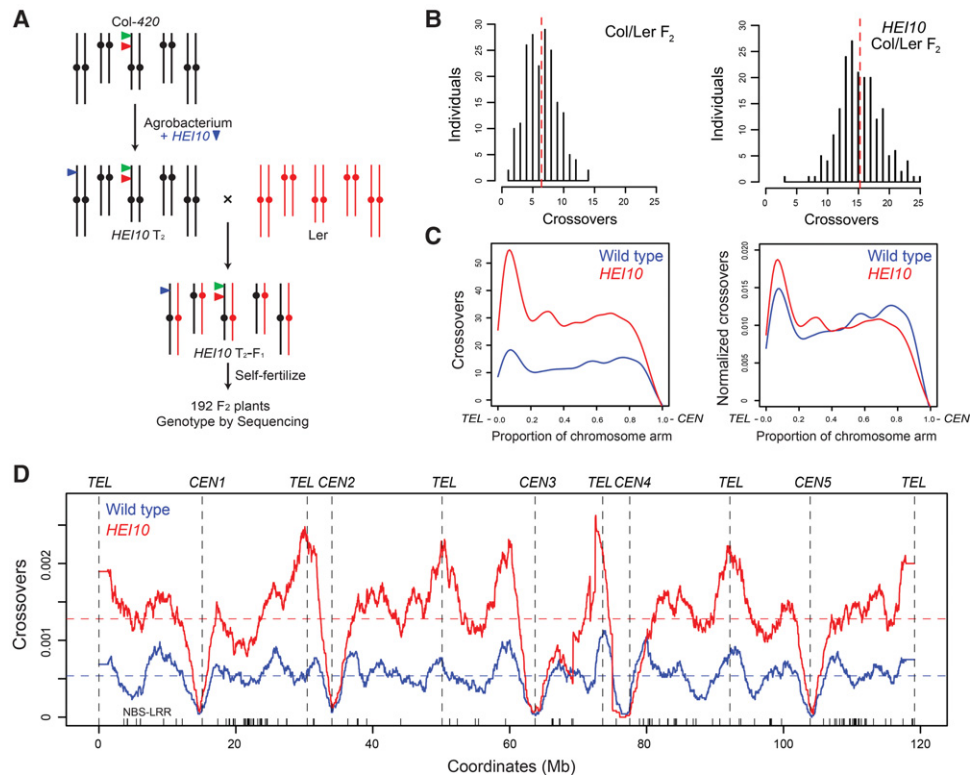 A
Col-420
Agrobacterium
+ HEI10
HEI10 T2
×
Ler
HEI10 T2-F1
Self-fertilize
192 F2 plants
Genotype by Sequencing
B
Col/Ler F2
Individuals
0 5 10 15 20 25 30
0 5 10 15 20 25
Crossovers
HEI10
Col/Ler F2
Individuals
0 5 10 15 20 25 30
0 5 10 15 20 25
Crossovers
C
Wild type
HEI10
Crossovers
10 20 30 40 50
TEL - 0.0 0.2 0.4 0.6 0.8 1.0 - CEN
Proportion of chromosome arm
Wild type
HEI10
Normalized crossovers
0.000 0.005 0.010 0.015 0.020
TEL - 0.0 0.2 0.4 0.6 0.8 1.0 - CEN
Proportion of chromosome arm
D
TEL CEN1 TEL CEN2 TEL CEN3 TEL CEN4 TEL CEN5 TEL
Wild type
HEI10
Crossovers
0 0.001 0.002
NBS-LRR
0 20 40 60 80 100 120
Coordinates (Mb)